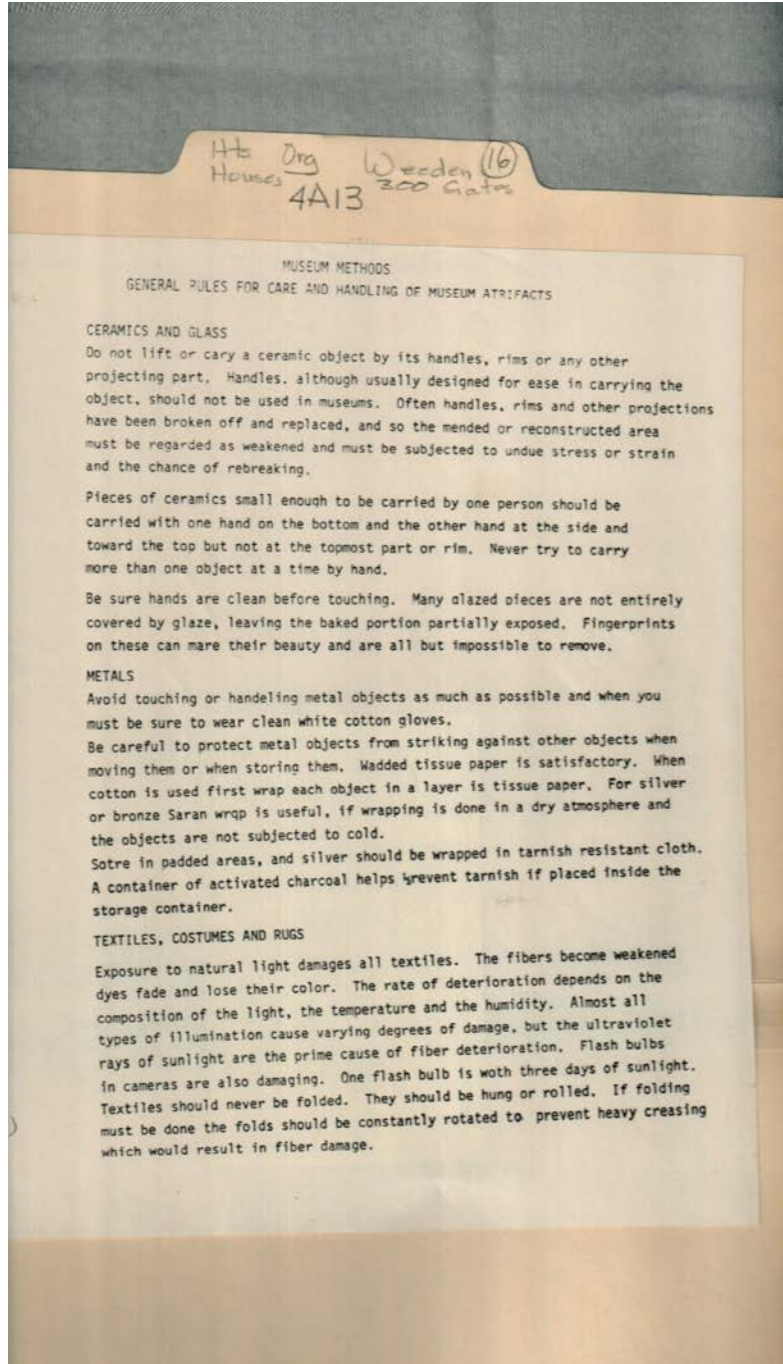 Hts. Org Weeden 16
Houses 300 Gates
4A13
MUSEUM METHODS
GENERAL RULES FOR CARE AND HANDLING OF MUSEUM ATRIFACTS
CERAMICS AND GLASS
Do not lift or cary a ceramic object by its handles, rims or any other
projecting part. Handles. although usually designed for ease in carrying the
object, should not be used in museums. Often handles, rims and other projections
have been broken off and replaced, and so the mended or reconstructed area
must be regarded as weakened and must be subjected to undue stress or strain
and the chance of rebreaking.
Pieces of ceramics small enough to be carried by one person should be
carried with one hand on the bottom and the other hand at the side and
toward the top but not at the topmost part or rim. Never try to carry
more than one object at a time by hand.
Be sure hands are clean before touching. Many glazed pieces are not entirely
covered by glaze, leaving the baked portion partially exposed. Fingerprints
on these can mare their beauty and are all but impossible to remove.
METALS
Avoid touching or handeling metal objects as much as possible and when you
must be sure to wear clean white cotton gloves.
Be careful to protect metal objects from striking against other objects when
moving them or when storing them. Wadded tissue paper is satisfactory. When
cotton is used first wrap each object in a layer is tissue paper. For silver
or bronze Saran wrqp is useful, if wrapping is done in a dry atmosphere and
the objects are not subjected to cold.
Sotre in padded areas, and silver should be wrapped in tarnish resistant cloth.
A container of activated charcoal helps prevent tarnish if placed inside the
storage container.
TEXTILES, COSTUMES AND RUGS
Exposure to natural light damages all textiles. The fibers become weakened
dyes fade and lose their color. The rate of deterioration depends on the
composition of the light, the temperature and the humidity. Almost all
types of illumination cause varying degrees of damage, but the ultraviolet
rays of sunlight are the prime cause of fiber deterioration. Flash bulbs
in cameras are also damaging. One flash bulb is woth three days of sunlight.
Textiles should never be folded. They should be hung or rolled. If folding
must be done the folds should be constantly rotated to prevent heavy creasing
which would result in fiber damage.